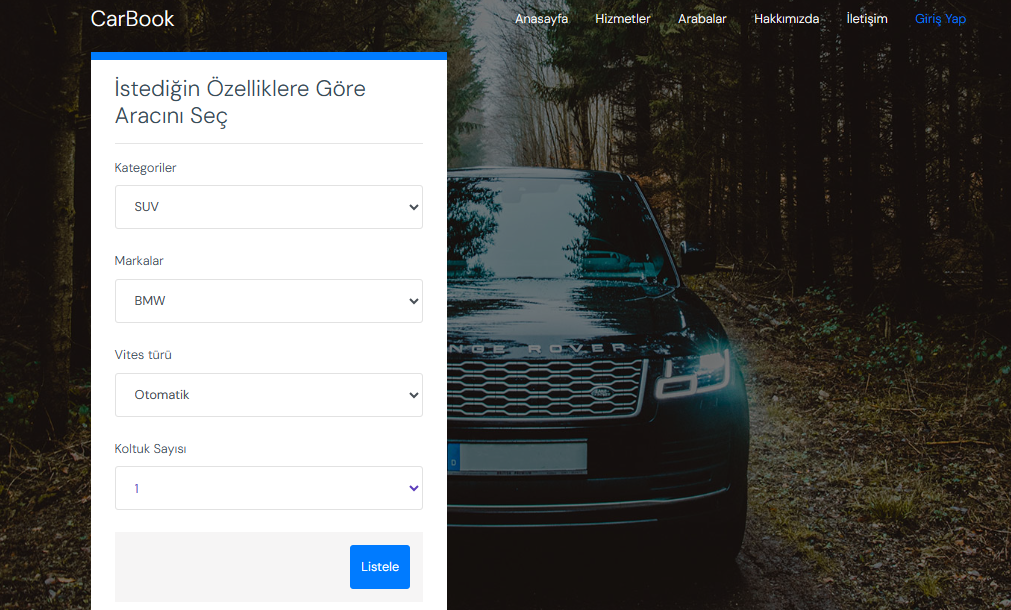 CarBook
Anasayfa Hizmetler Arabalar Hakkımızda İletişim Giriş Yap
İstediğin Özelliklere Göre
Aracını Seç
Kategoriler
SUV
Markalar
BMW
Vites türü
Otomatik
Koltuk Sayısı
1
Listele
NGE ROVER
D